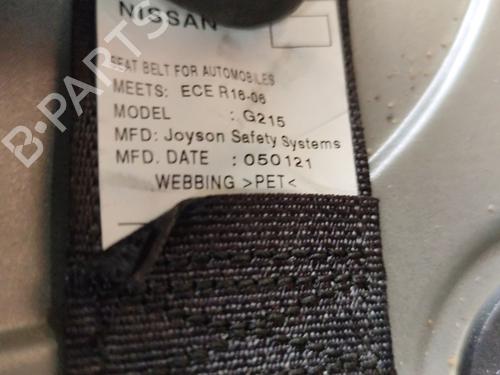 NISSAN
SEAT BELT FOR AUTOMOBILES
MEETS: ECE R16-06
MODEL : G215
MFD: Joyson Safety Systems
MFD. DATE : 050121
WEBBING >PET<
B-PARTS